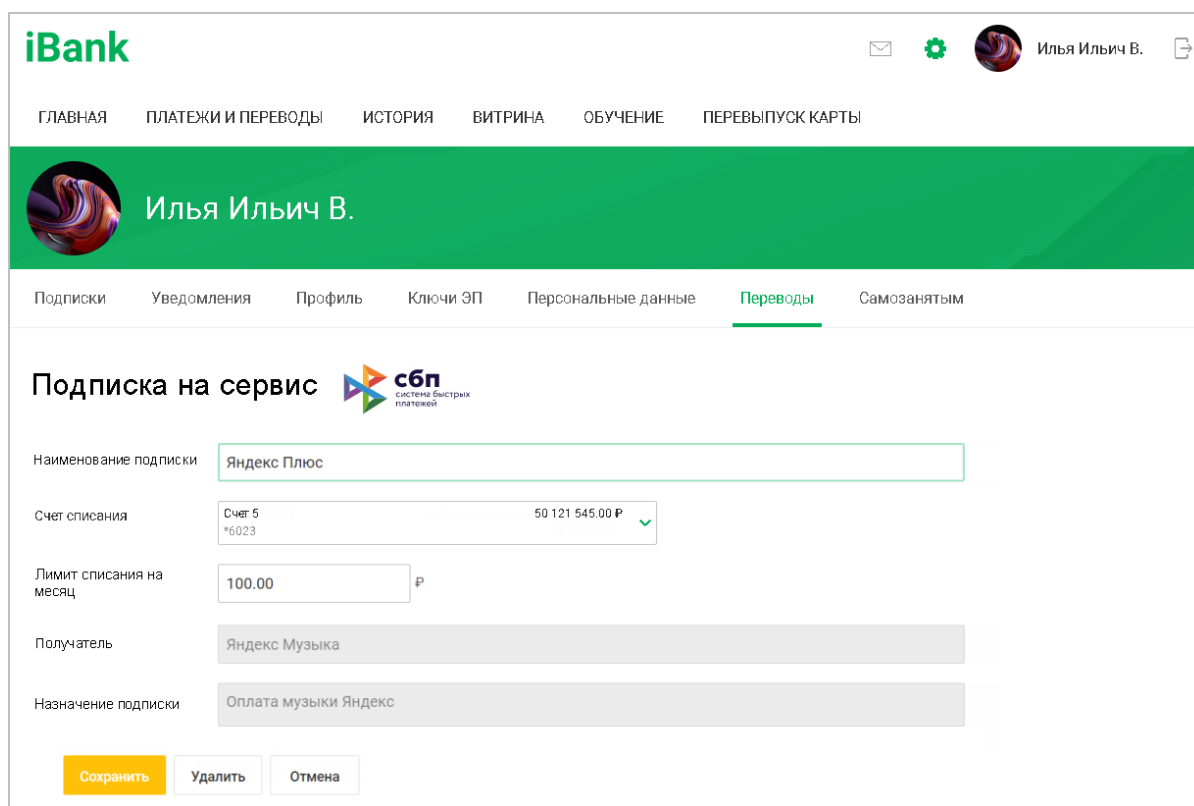 iBank
Илья Ильич В.
ГЛАВНАЯ ПЛАТЕЖИ И ПЕРЕВОДЫ ИСТОРИЯ ВИТРИНА ОБУЧЕНИЕ ПЕРЕВЫПУСК КАРТЫ
Илья Ильич В.
Подписки Уведомления Профиль Ключи ЭП Персональные данные Переводы Самозанятым
Подписка на сервис сбп
система быстрых
платежей
Наименование подписки Яндекс Плюс
Счет списания Счет 5 50 121 545.00 ₽
*6023
Лимит списания на
месяц 100.00 ₽
Получатель Яндекс Музыка
Назначение подписки Оплата музыки Яндекс
Сохранить Удалить Отмена